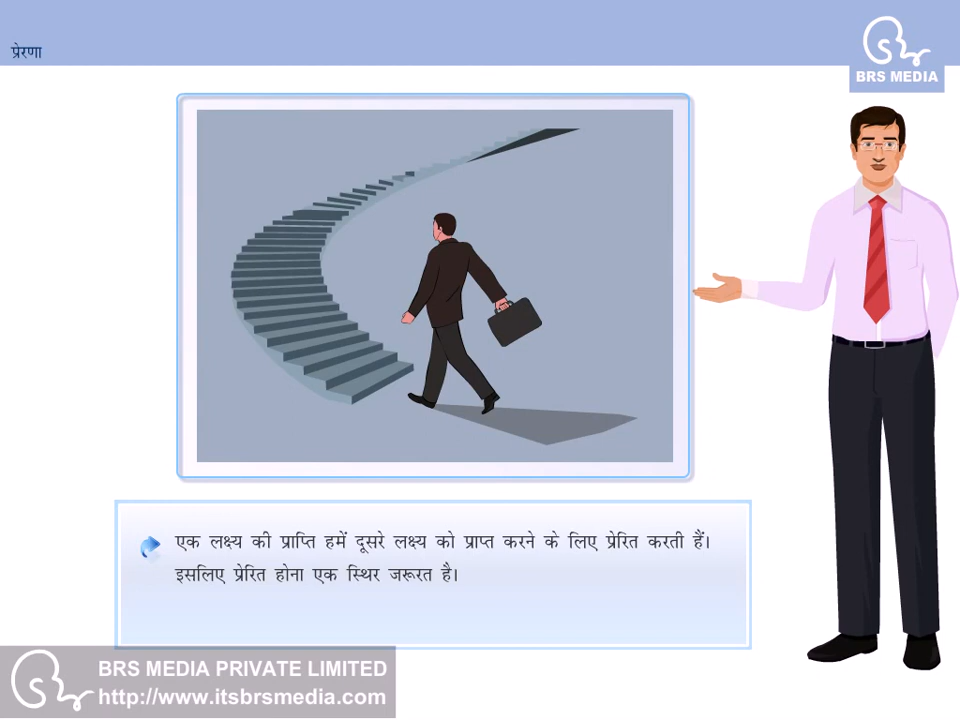 प्रेरणा
BRS MEDIA
एक लक्ष्य की प्राप्ति हमें दूसरे लक्ष्य को प्राप्त करने के लिए प्रेरित करती हैं।
इसलिए प्रेरित होना एक स्थिर जरूरत है।
BRS MEDIA PRIVATE LIMITED
http://www.itsbrsmedia.com